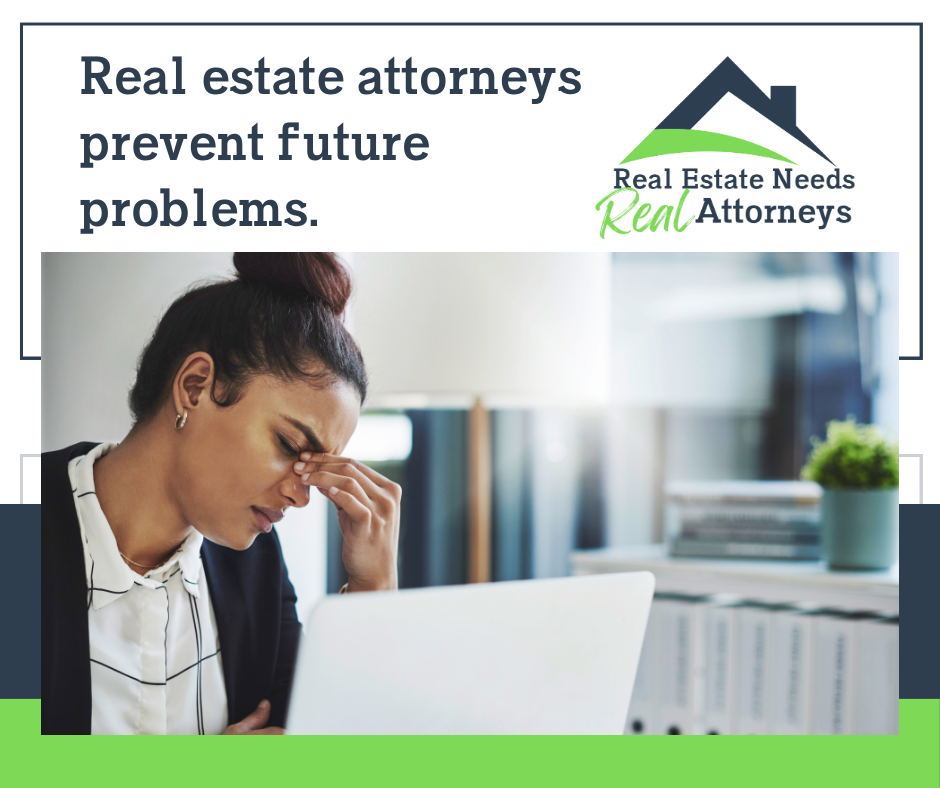 Real estate attorneys
prevent future
problems.
Real Estate Needs
Real Attorneys